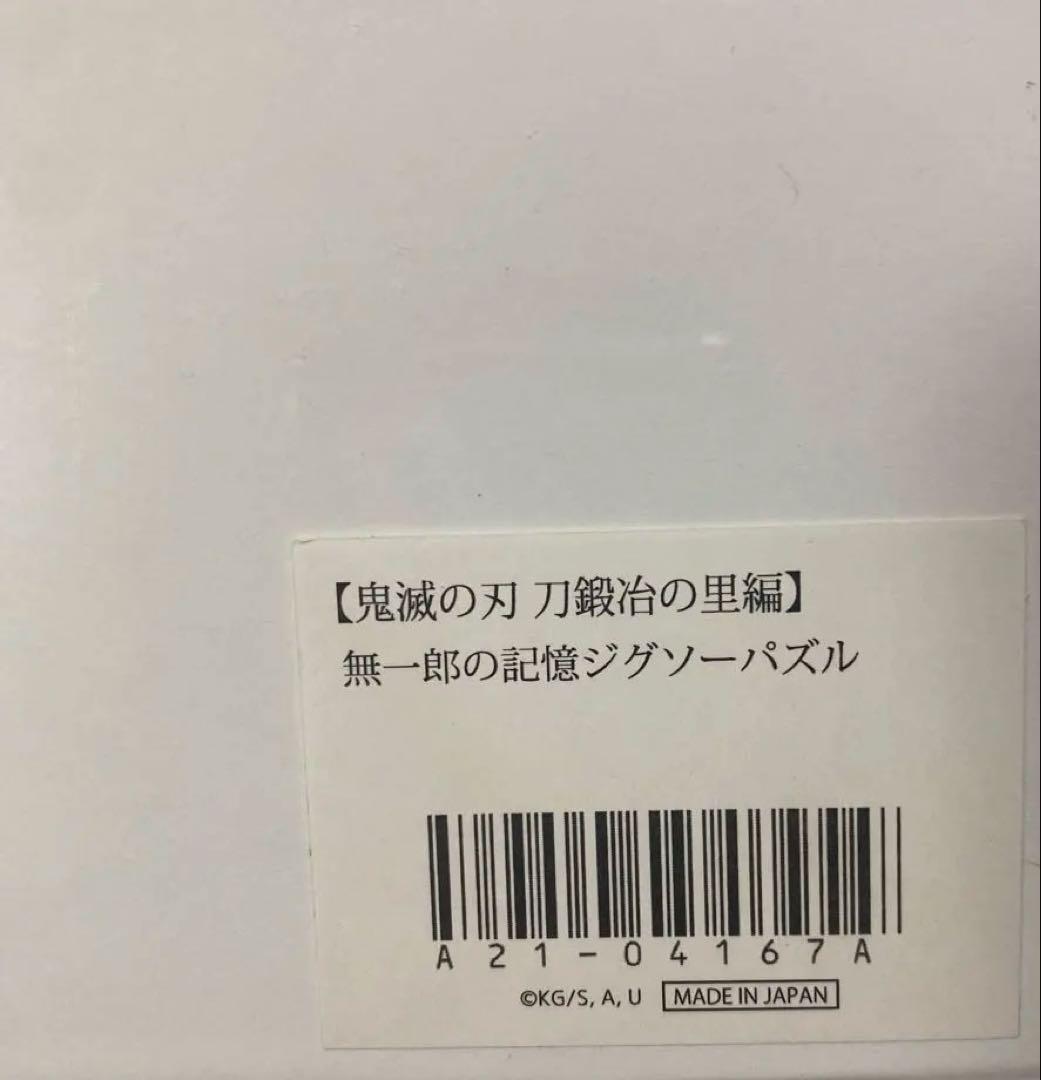 【鬼滅の刃 刀鍛冶の里編】
無一郎の記憶ジグソーパズル
A21-04167A
©KG/S, A, U MADE IN JAPAN